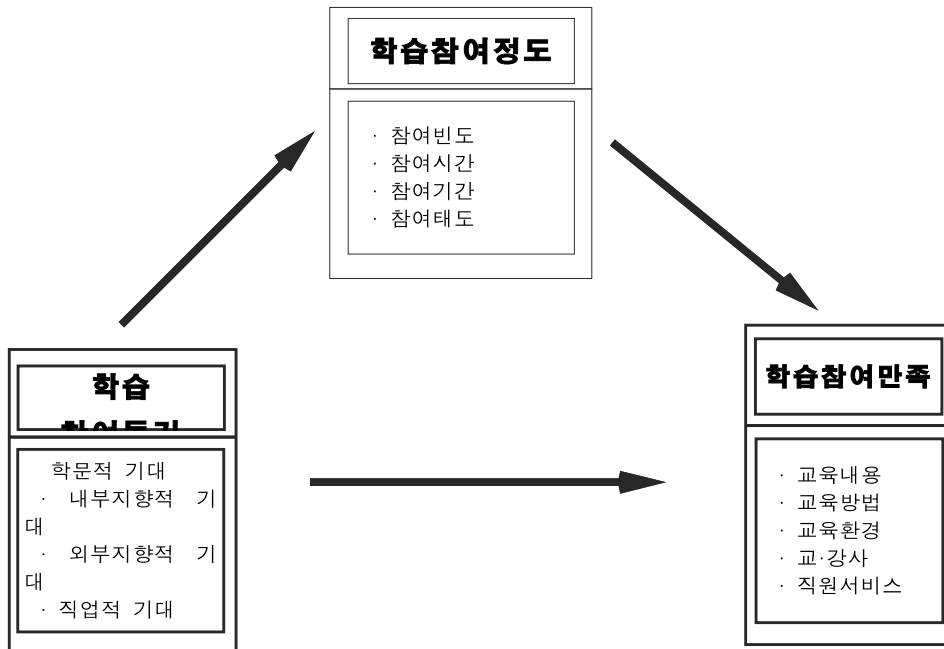 학습참여정도
· 참여빈도
· 참여시간
· 참여기간
· 참여태도
학습
학문적 기대
· 내부지향적 기
대
· 외부지향적 기
대
· 직업적 기대
학습참여만족
· 교육내용
· 교육방법
· 교육환경
· 교·강사
· 직원서비스